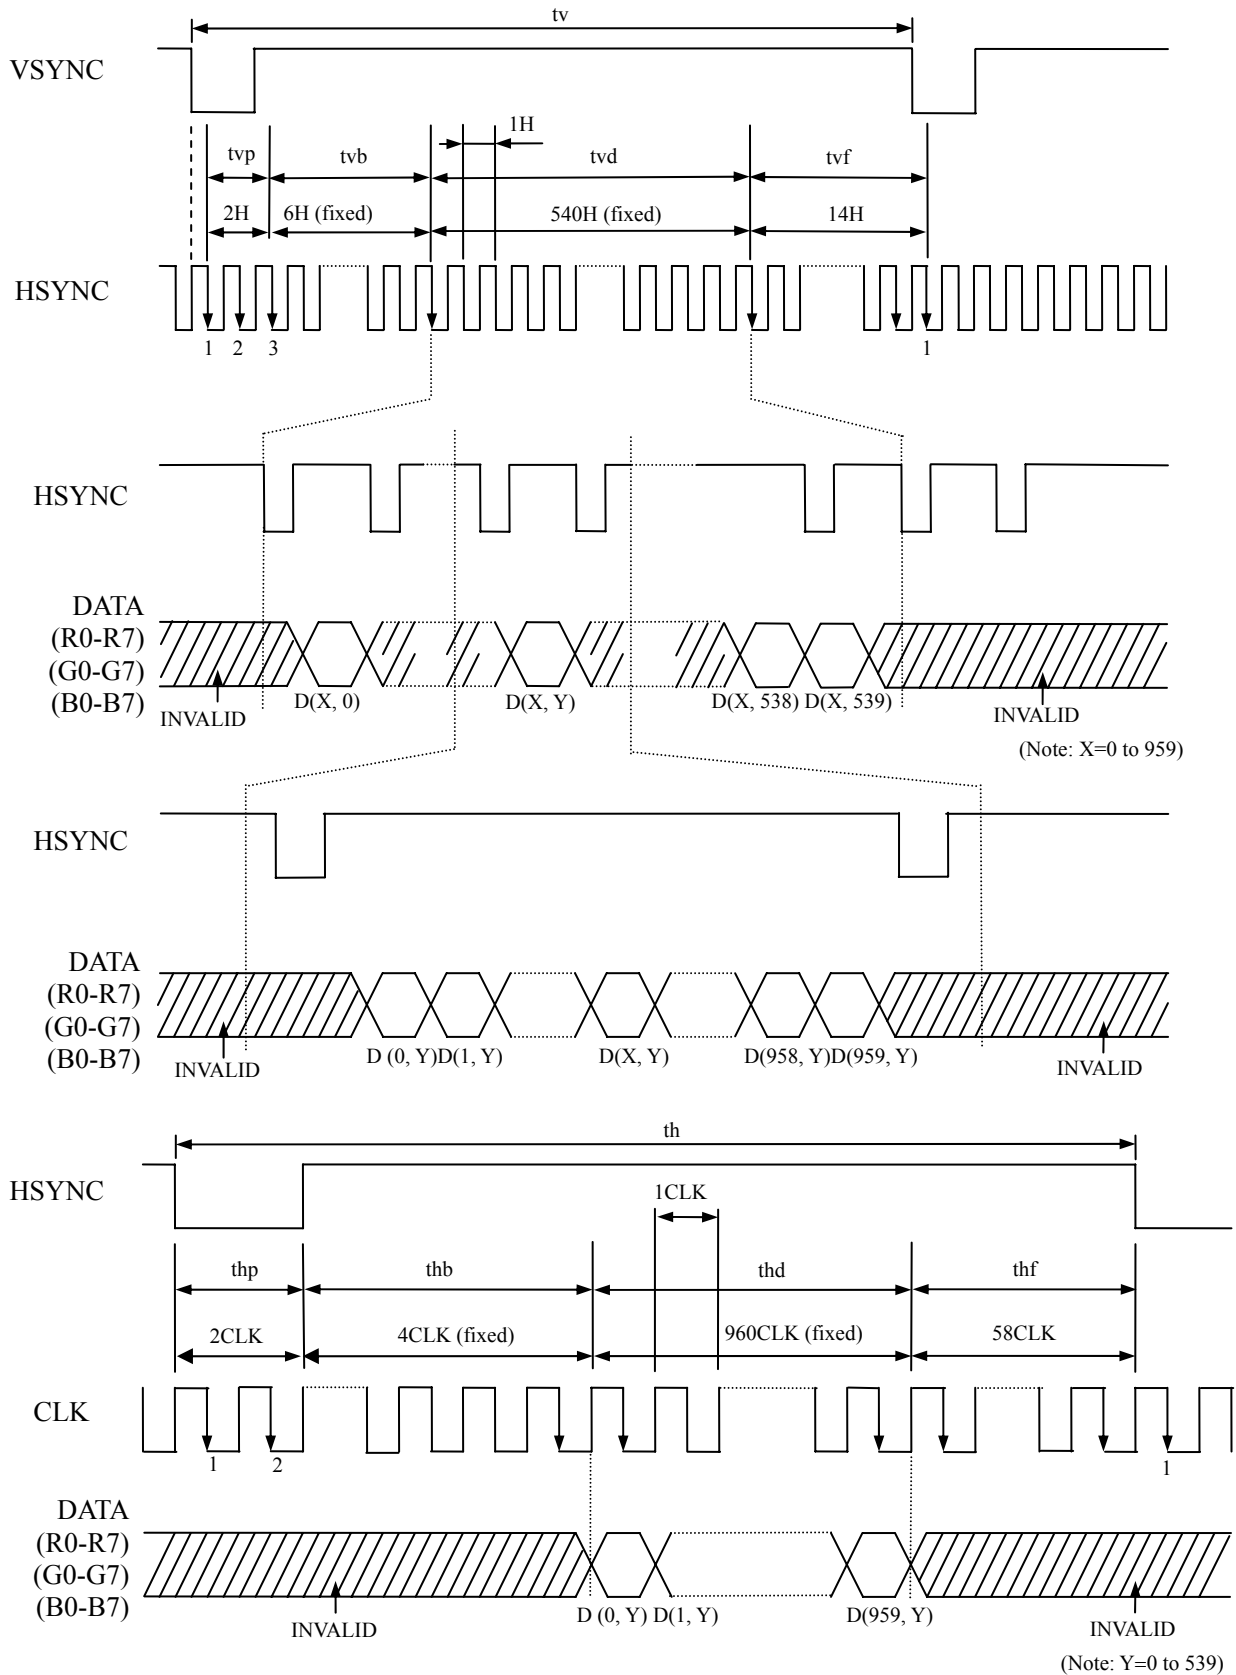 tv
VSYNC
1H
tvp tvb tvd tvf
2H 6H (fixed) 540H (fixed) 14H
HSYNC
1 2 3 1
HSYNC
DATA
(R0-R7)
(G0-G7)
(B0-B7)
D(X, 0) D(X, Y) D(X, 538) D(X, 539)
INVALID INVALID
(Note: X=0 to 959)
HSYNC
DATA
(R0-R7)
(G0-G7)
(B0-B7)
D (0, Y) D(1, Y) D(X, Y) D(958, Y) D(959, Y)
INVALID INVALID
th
HSYNC
1CLK
thp thb thd thf
2CLK 4CLK (fixed) 960CLK (fixed) 58CLK
CLK
1 2 1
DATA
(R0-R7)
(G0-G7)
(B0-B7)
D (0, Y) D(1, Y) D(959, Y)
INVALID INVALID
(Note: Y=0 to 539)